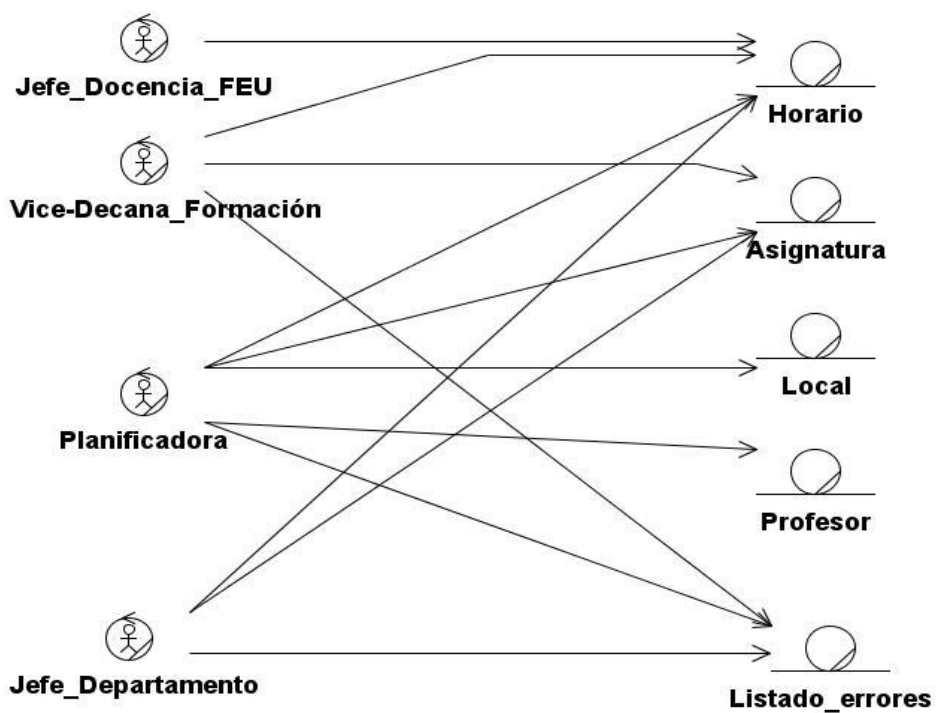 Jefe_Docencia_FEU
Horario
Vice-Decana_Formación
Asignatura
Local
Planificadora
Profesor
Jefe_Departamento
Listado_errores